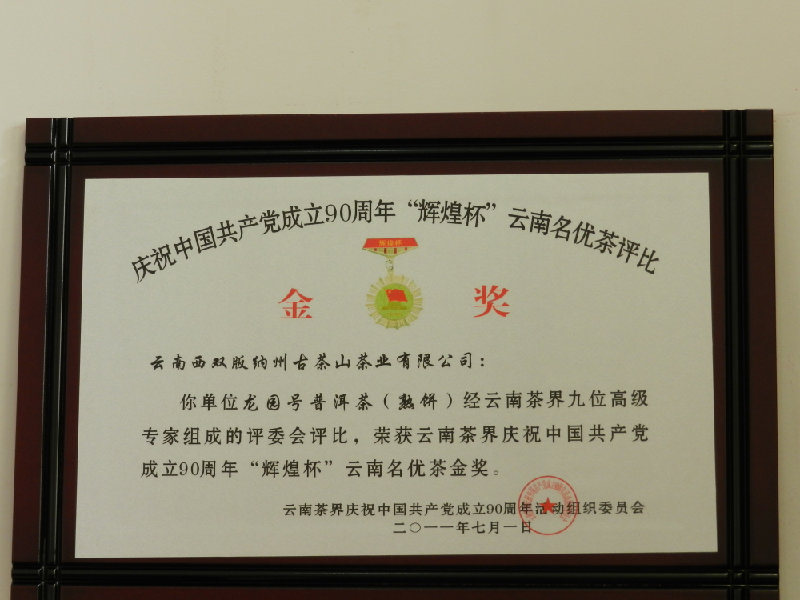 庆祝中国共产党成立90周年“辉煌杯”云南名优茶评比
辉煌杯
金 奖
云南西双版纳州古茶山茶业有限公司：
你单位龙园号普洱茶（熟饼）经云南茶界九位高级
专家组成的评委会评比，荣获云南茶界庆祝中国共产党
成立90周年“辉煌杯”云南名优茶金奖。
云南茶界庆祝中国共产党成立90周年活动组织委员会
二〇一一年七月一日